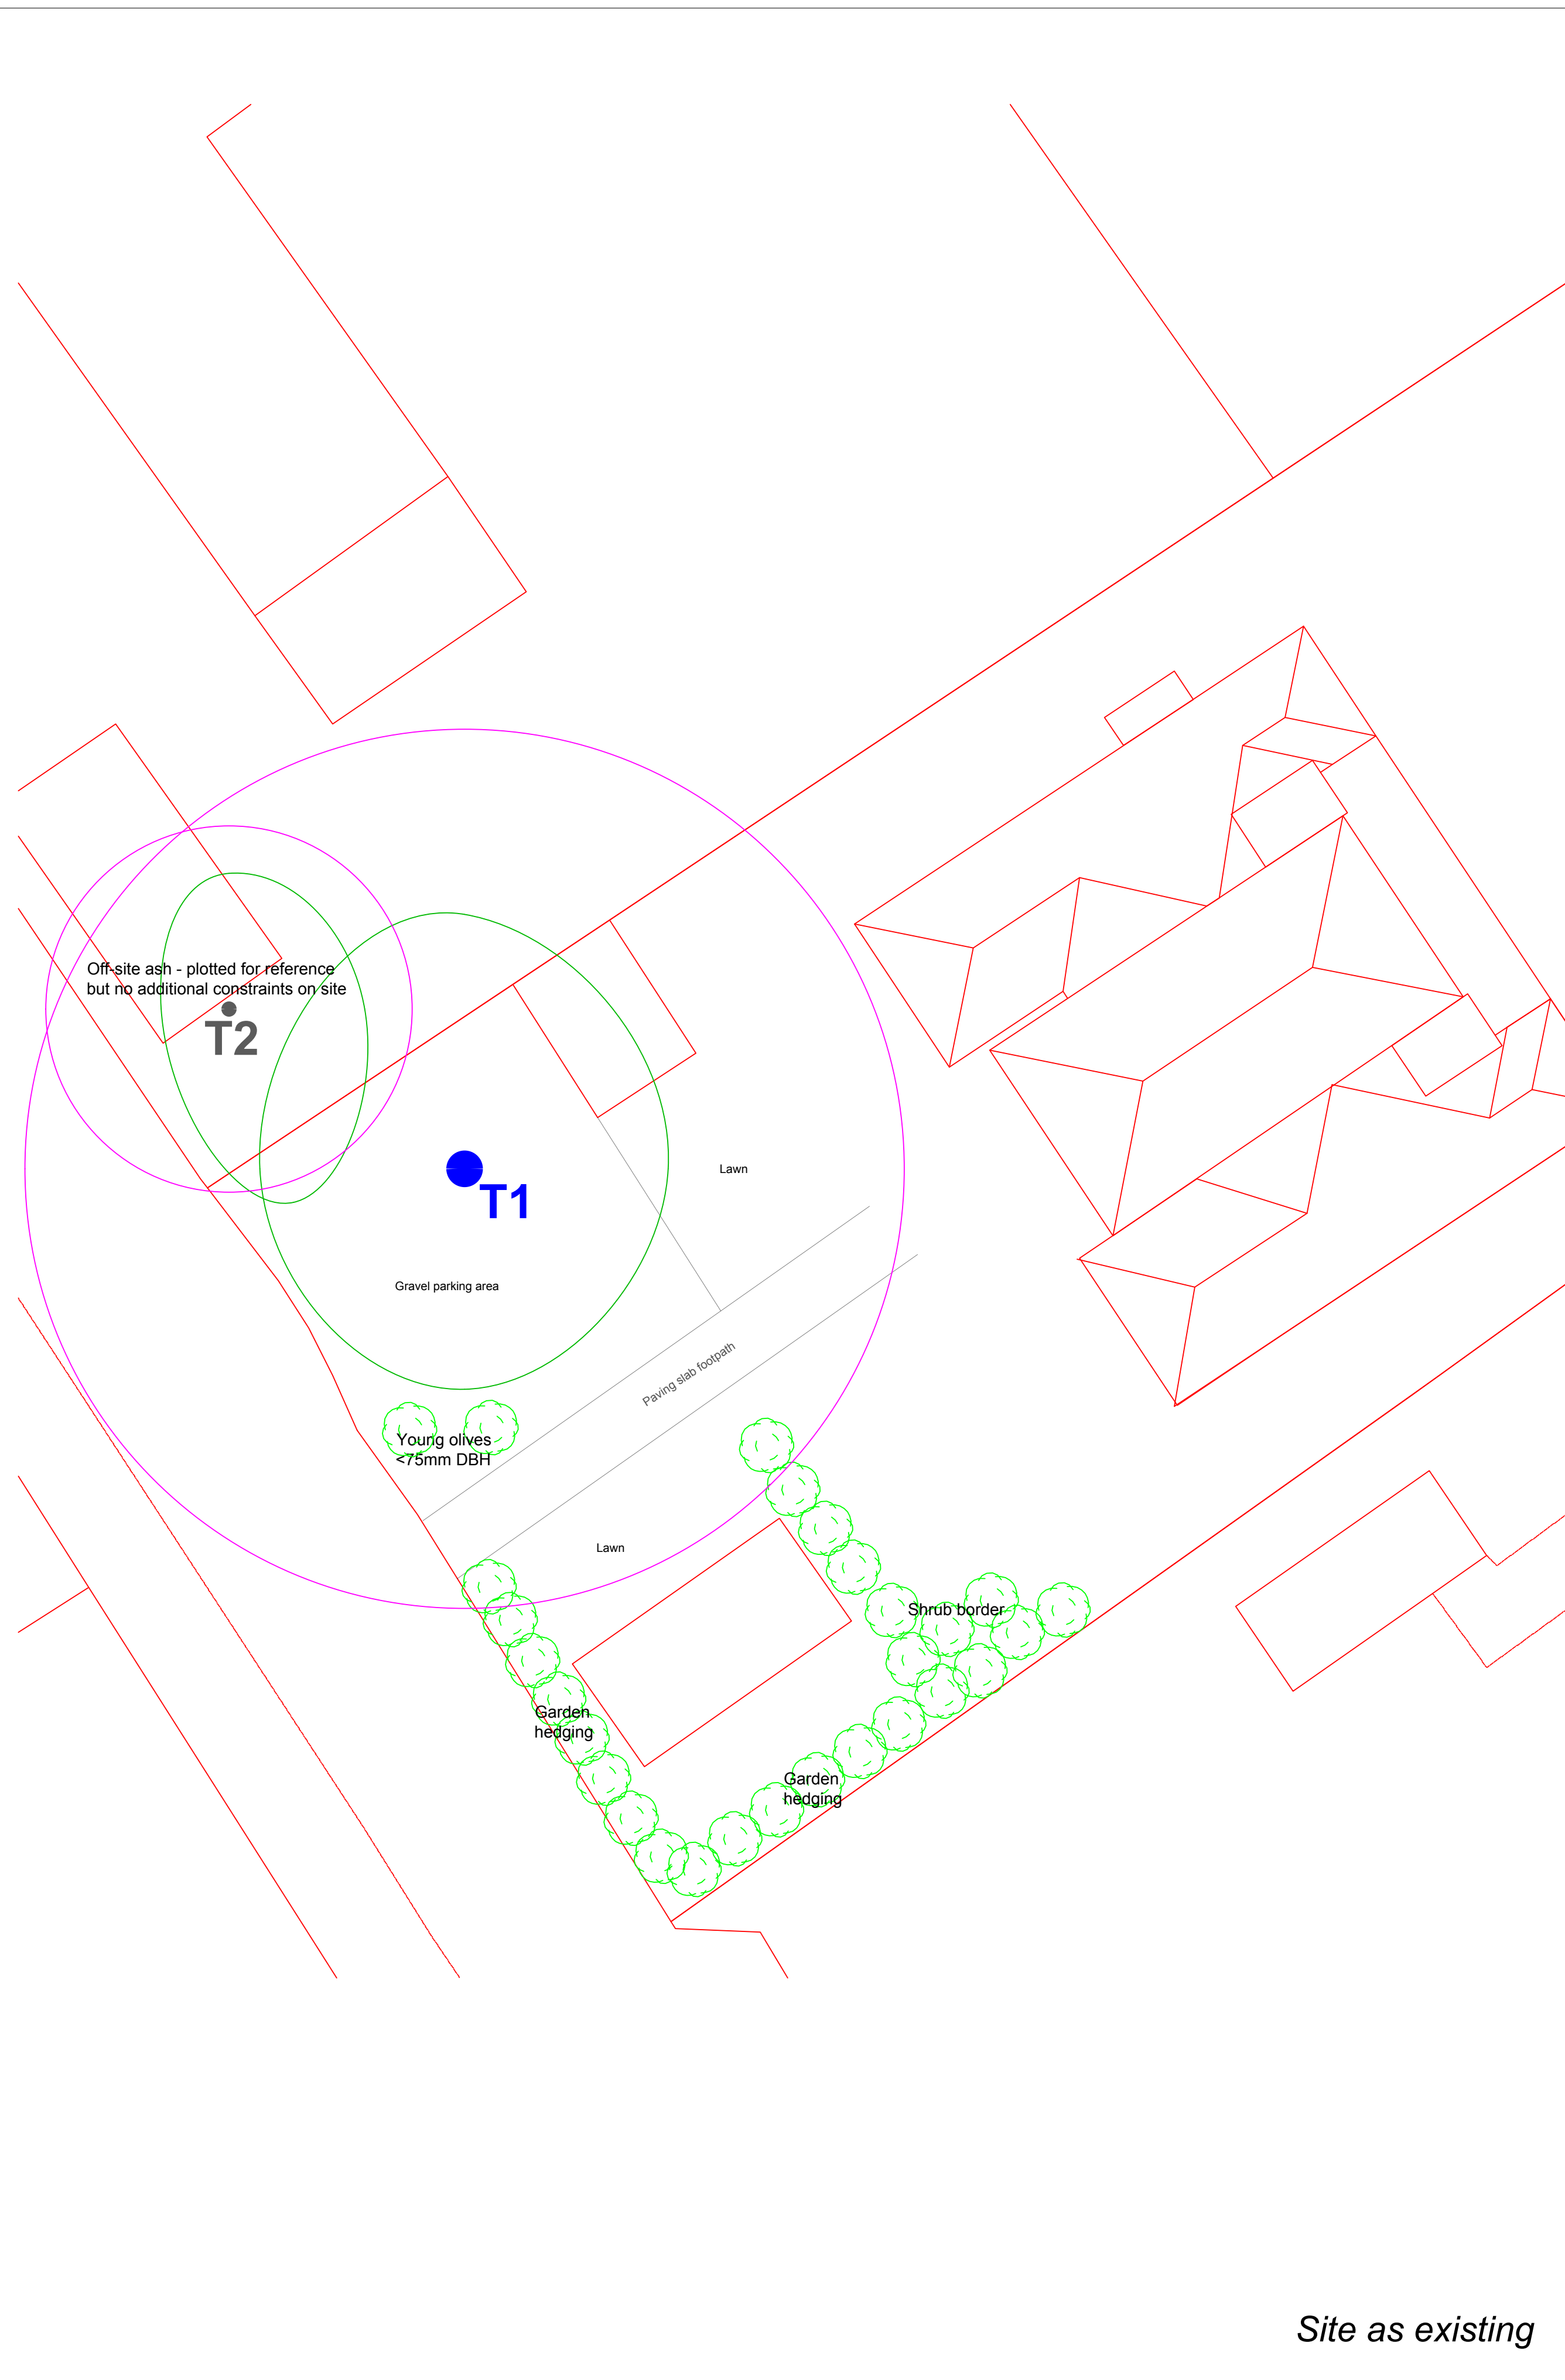 Off-site ash - plotted for reference
but no additional constraints on site
T2
T1
Lawn
Gravel parking area
Paving slab footpath
Young olives
<75mm DBH
Lawn
Shrub border
Garden
hedging
Garden
hedging
Site as existing